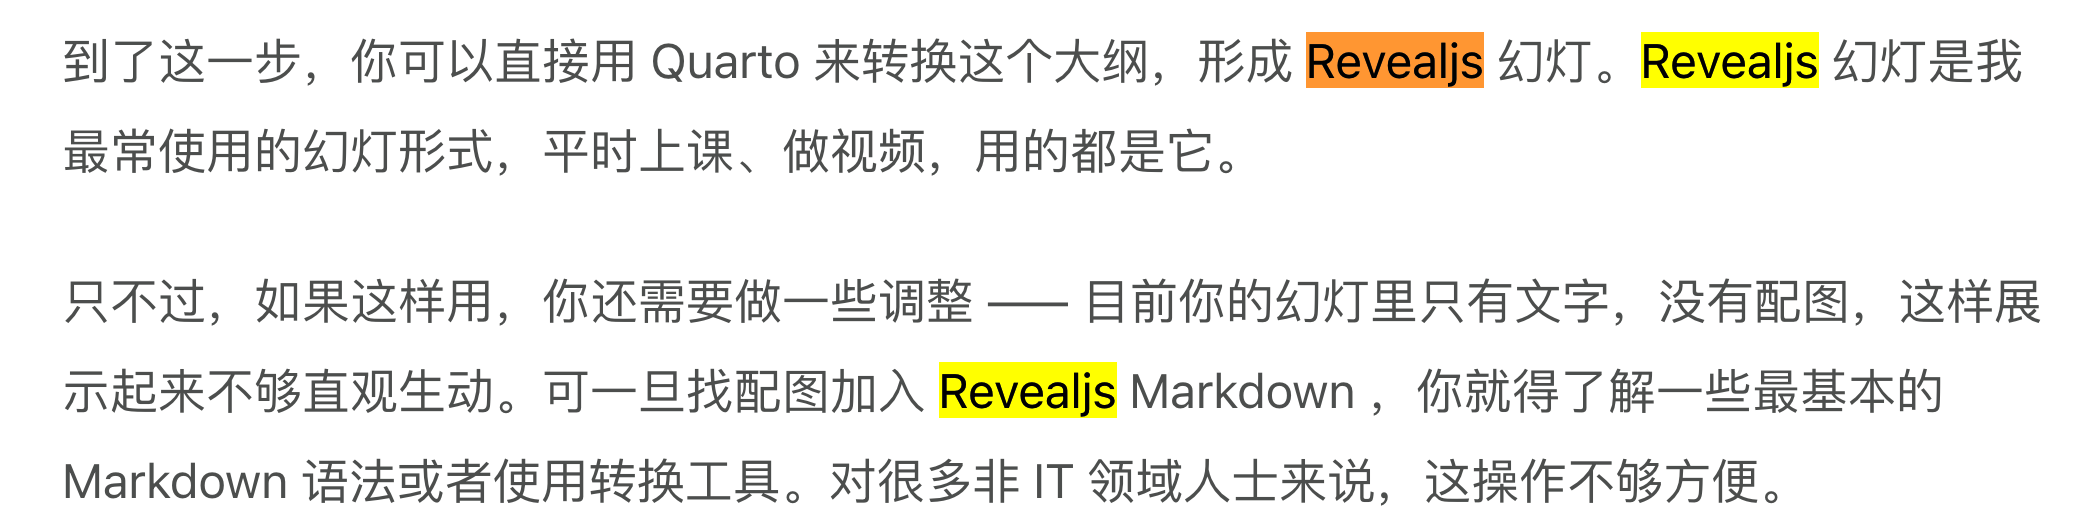 到了这一步，你可以直接用 Quarto 来转换这个大纲，形成 Revealjs 幻灯。Revealjs 幻灯是我
最常使用的幻灯形式，平时上课、做视频，用的都是它。
只不过，如果这样用，你还需要做一些调整 —— 目前你的幻灯里只有文字，没有配图，这样展
示起来不够直观生动。可一旦找配图加入 Revealjs Markdown ，你就得了解一些最基本的
Markdown 语法或者使用转换工具。对很多非 IT 领域人士来说，这操作不够方便。